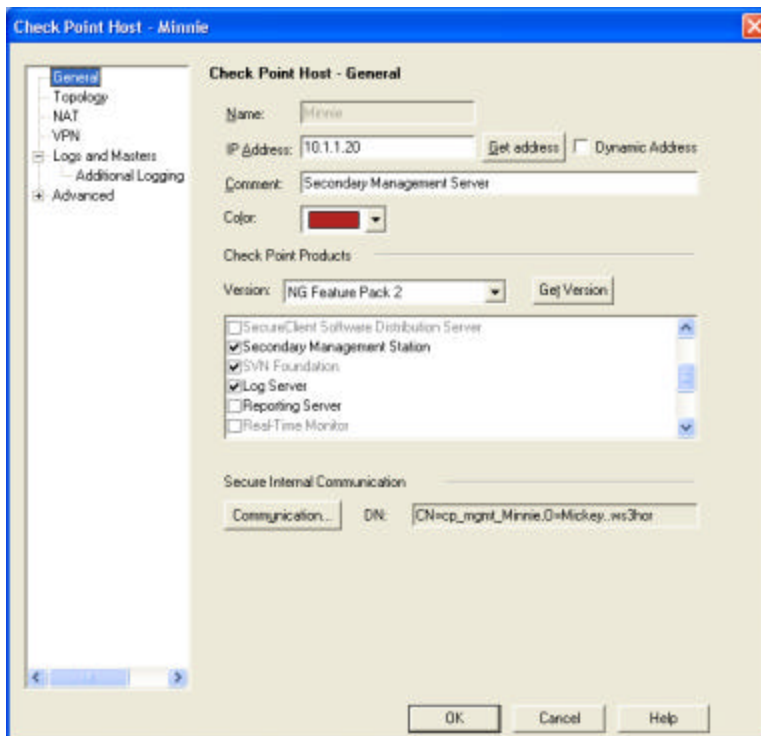 Check Point Host - Minnie
General
Topology
NAT
VPN
Logs and Masters
Additional Logging
Advanced
Check Point Host - General
Name: Minnie
IP Address: 10.1.1.20 Get address Dynamic Address
Comment: Secondary Management Server
Color:
Check Point Products
Version: NG Feature Pack 2 Get Version
SecureClient Software Distribution Server
Secondary Management Station
SVN Foundation
Log Server
Reporting Server
Real-Time Monitor
Secure Internal Communication
Communication... DN: CN=cp_mgmt_Minnie,O=Mickey..ws3hor
OK Cancel Help